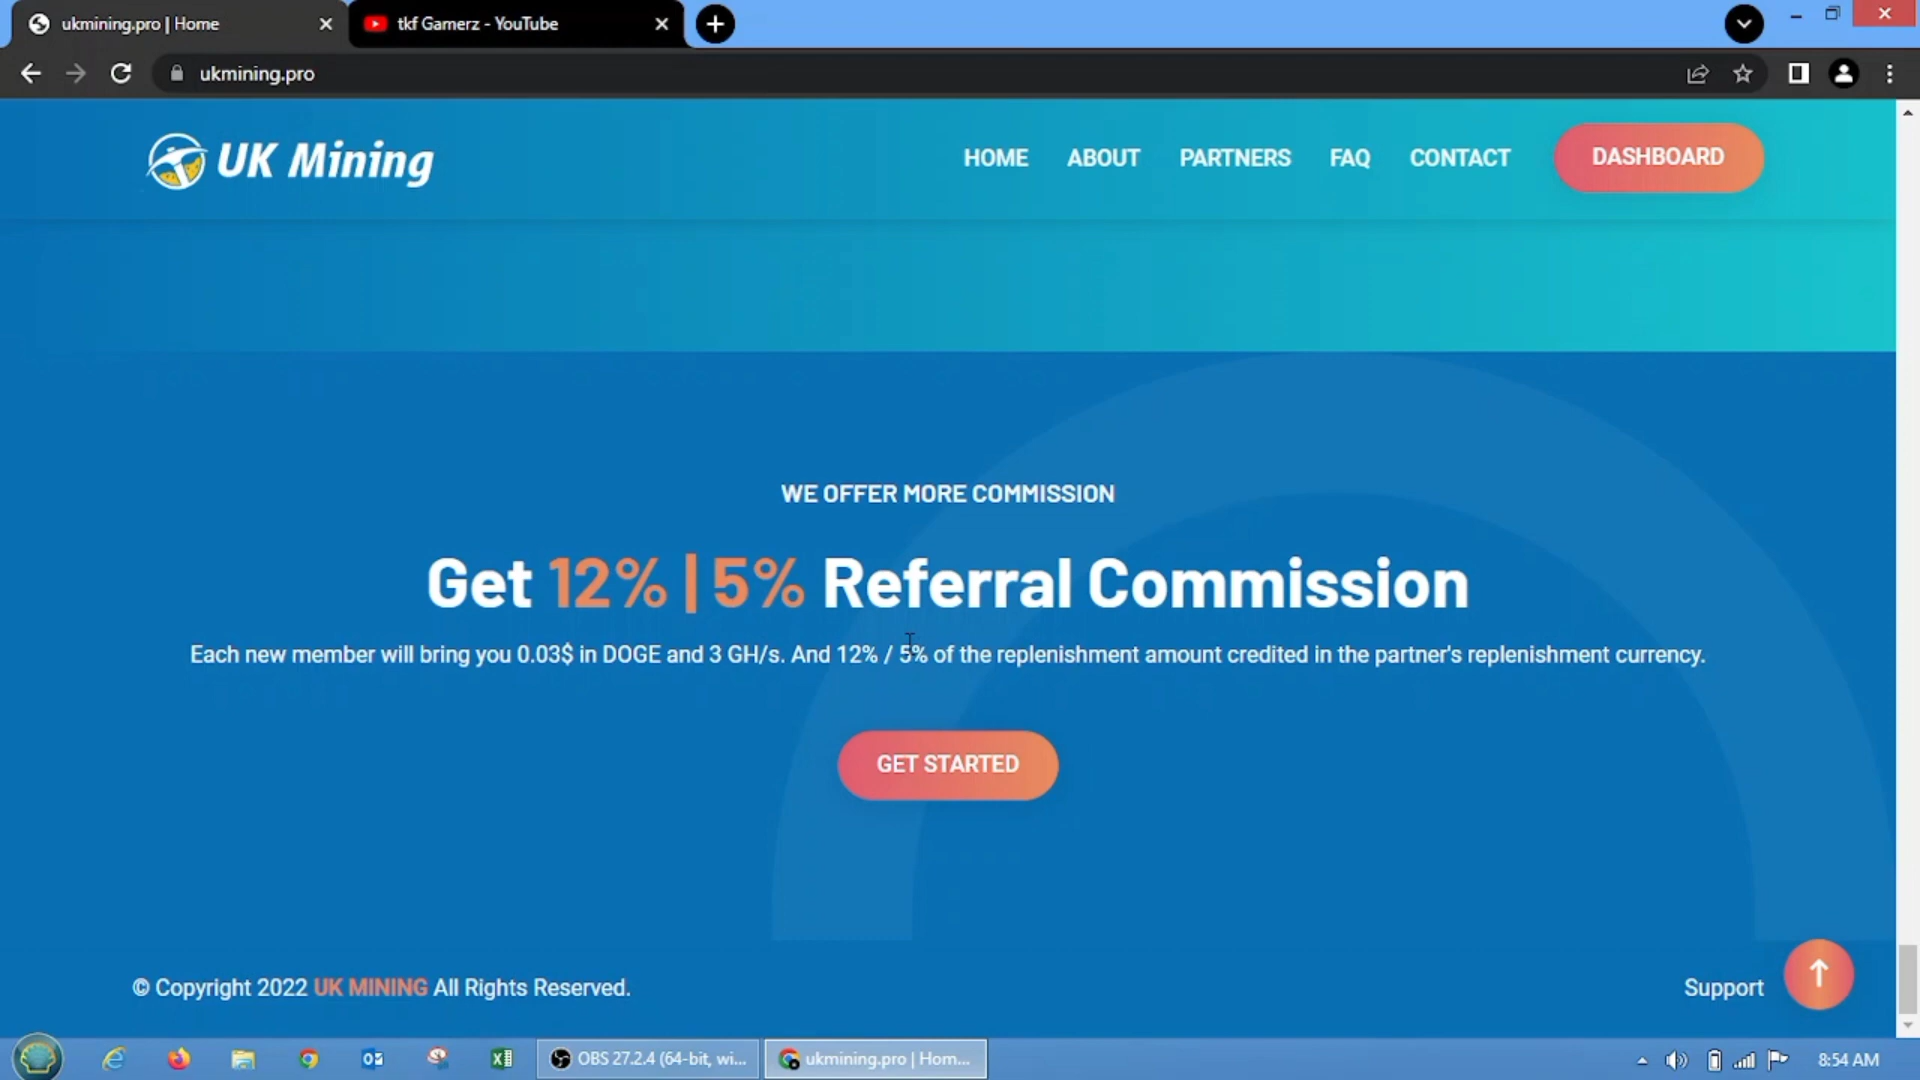 ukmining.pro | Home
tkf Gamerz - YouTube
ukmining.pro
UK Mining
HOME
ABOUT
PARTNERS
FAQ
CONTACT
DASHBOARD
WE OFFER MORE COMMISSION
Get 12% | 5% Referral Commission
Each new member will bring you 0.03$ in DOGE and 3 GH/s. And 12% / 5% of the replenishment amount credited in the partner's replenishment currency.
GET STARTED
© Copyright 2022 UK MINING All Rights Reserved.
Support
OBS 27.2.4 (64-bit, wi...
ukmining.pro | Hom...
8:54 AM